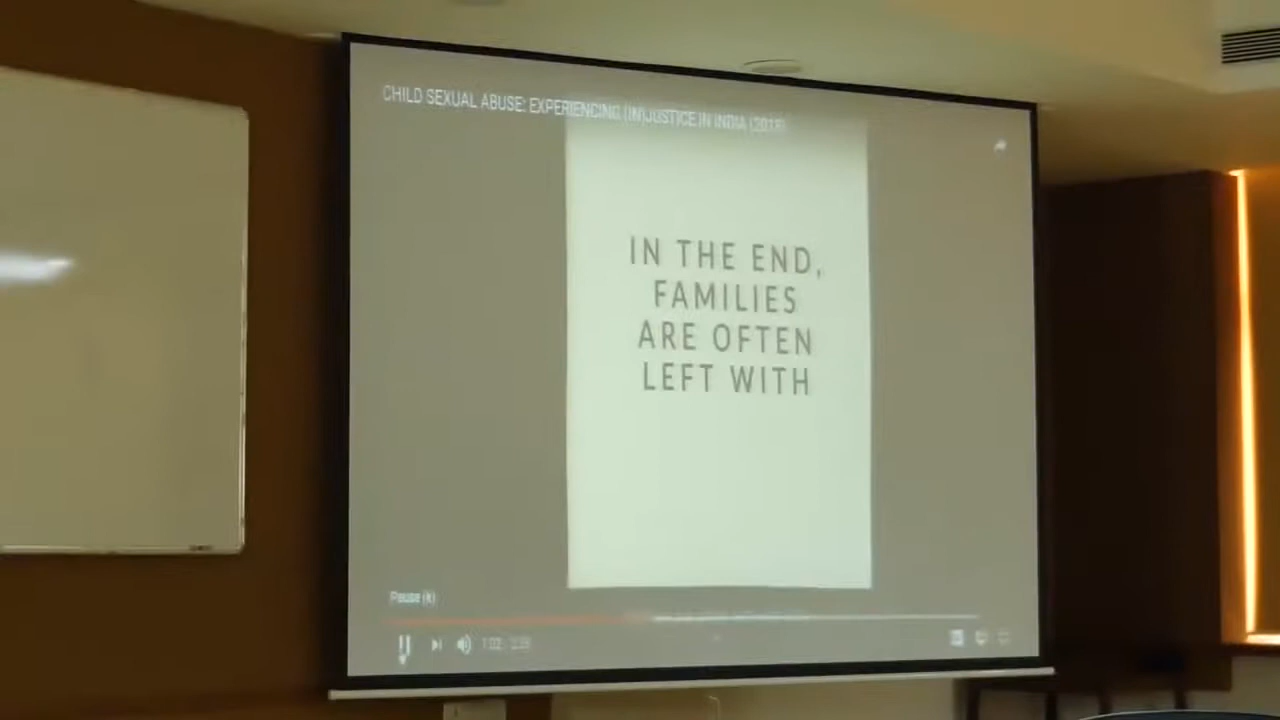 CHILD SEXUAL ABUSE: EXPERIENCING (IN)JUSTICE IN INDIA
IN THE END,
FAMILIES
ARE OFTEN
LEFT WITH
Pause (k)